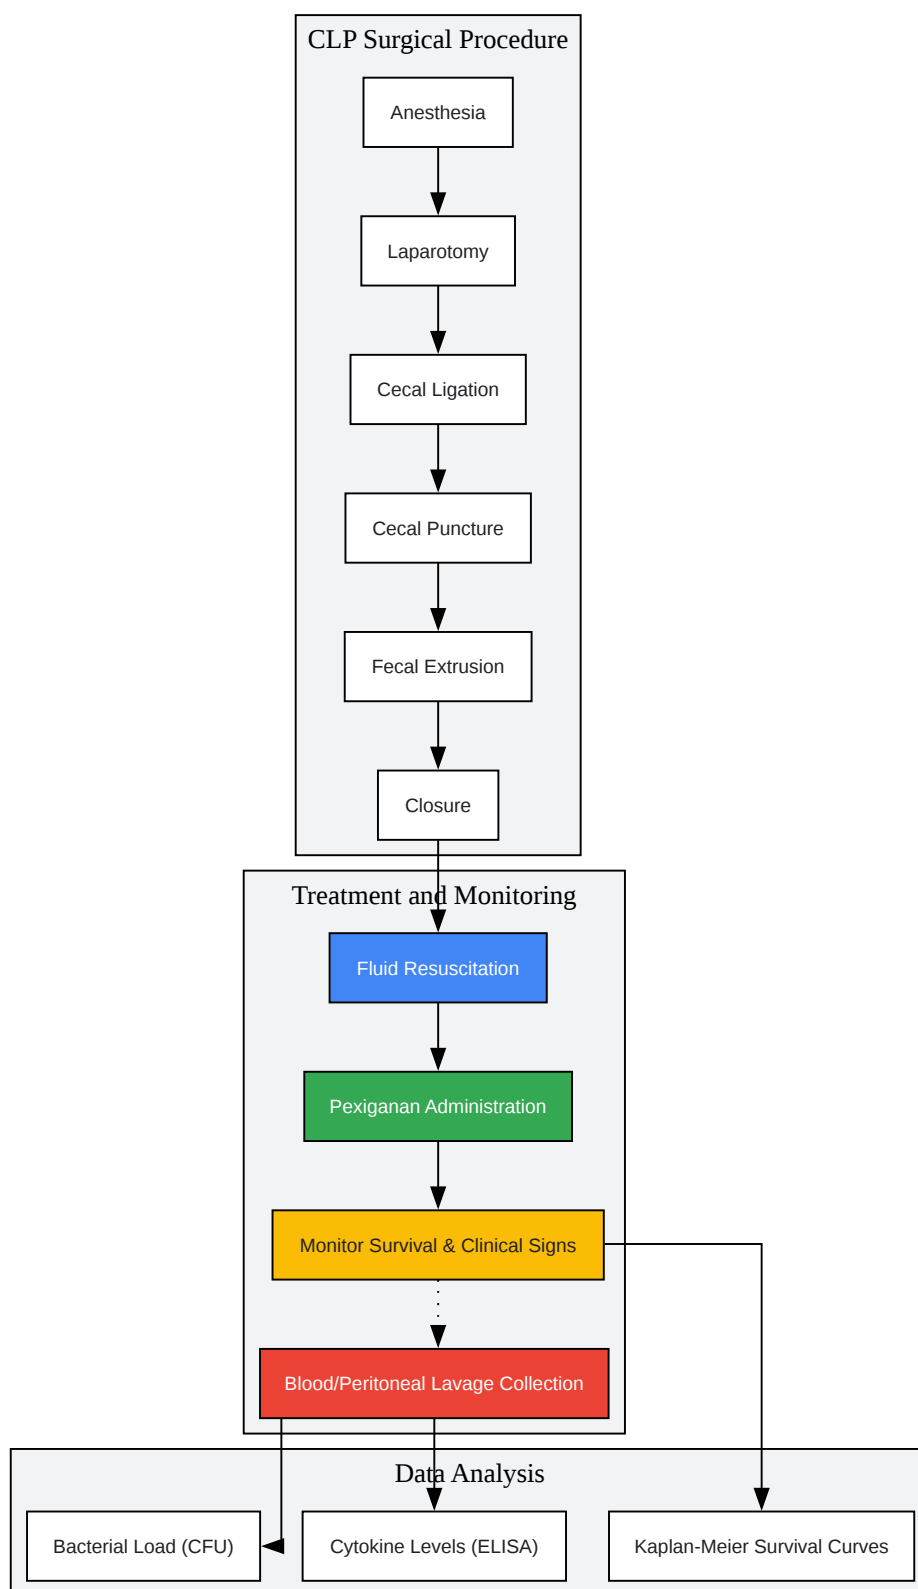 CLP Surgical Procedure
Anesthesia
Laparotomy
Cecal Ligation
Cecal Puncture
Fecal Extrusion
Closure
Treatment and Monitoring
Fluid Resuscitation
Pexiganan Administration
Monitor Survival & Clinical Signs
Blood/Peritoneal Lavage Collection
Data Analysis
Bacterial Load (CFU)
Cytokine Levels (ELISA)
Kaplan-Meier Survival Curves